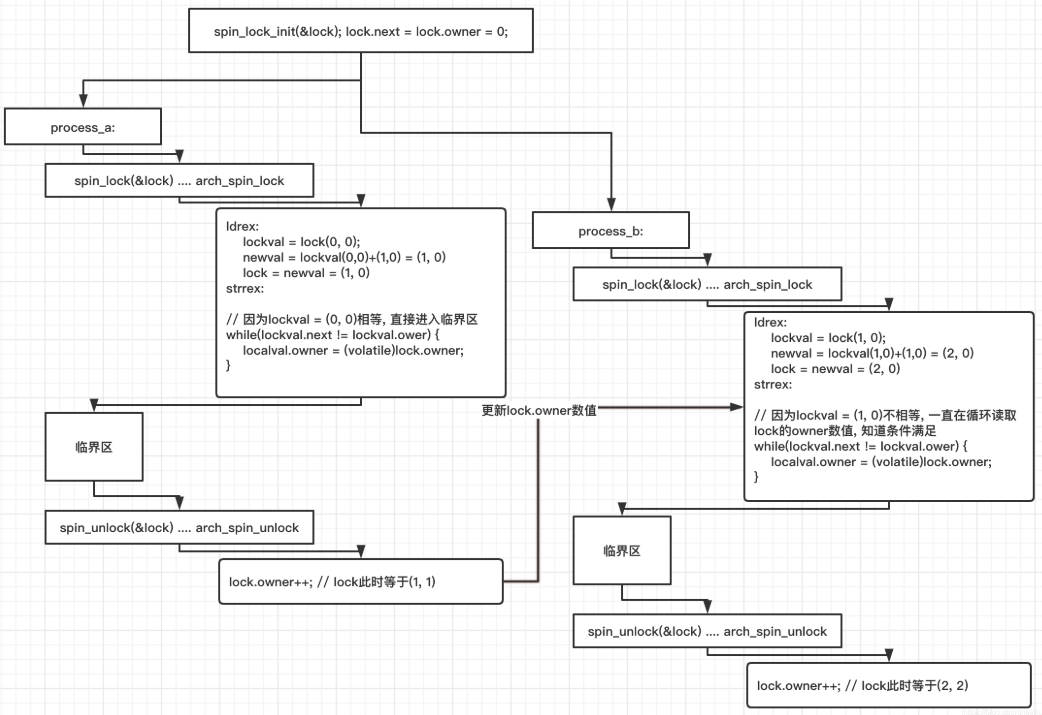 spin_lock_init(&lock); lock.next = lock.owner = 0;
process_a:
spin_lock(&lock) .... arch_spin_lock
ldrex:
lockval = lock(0, 0);
newval = lockval(0,0)+(1,0) = (1, 0)
lock = newval = (1, 0)
strrex:
// 因为lockval = (0, 0)相等, 直接进入临界区
while(lockval.next != lockval.ower) {
localval.owner = (volatile)lock.owner;
}
临界区
spin_unlock(&lock) .... arch_spin_unlock
lock.owner++; // lock此时等于(1, 1)
更新lock.owner数值
process_b:
spin_lock(&lock) .... arch_spin_lock
ldrex:
lockval = lock(1, 0);
newval = lockval(1,0)+(1,0) = (2, 0)
lock = newval = (2, 0)
strrex:
// 因为lockval = (1, 0)不相等, 一直在循环读取
lock的owner数值, 知道条件满足
while(lockval.next != lockval.ower) {
localval.owner = (volatile)lock.owner;
}
临界区
spin_unlock(&lock) .... arch_spin_unlock
lock.owner++; // lock此时等于(2, 2)